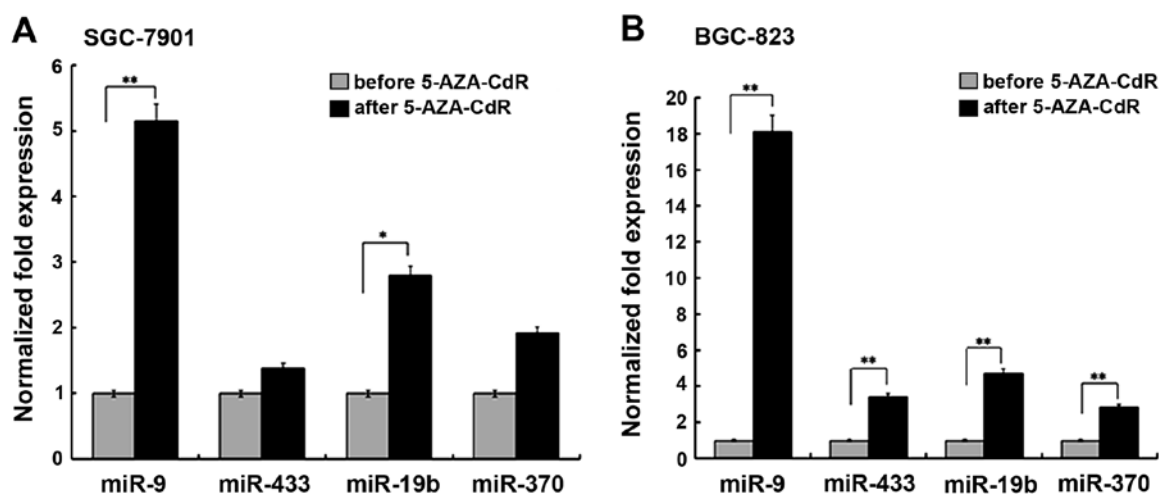 A SGC-7901
before 5-AZA-CdR
after 5-AZA-CdR
Normalized fold expression
6
5
4
3
2
1
0
**
*
miR-9 miR-433 miR-19b miR-370
B BGC-823
before 5-AZA-CdR
after 5-AZA-CdR
Normalized fold expression
20
18
16
14
12
10
8
6
4
2
0
**
**
**
**
miR-9 miR-433 miR-19b miR-370